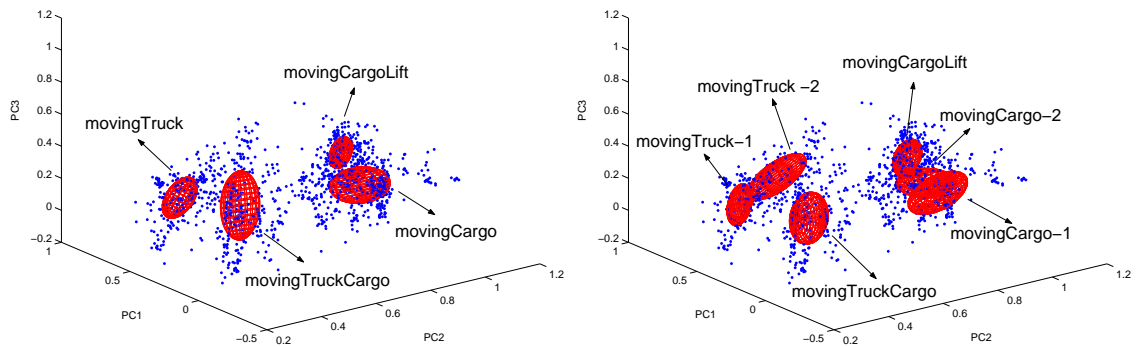 1.2
1
0.8
0.6
0.4
0.2
0
−0.2
PC3
movingCargoLift
movingTruck
movingCargo
movingTruckCargo
1
0.5
0
−0.5
PC1
0.2
0.4
0.6
0.8
1
1.2
PC2
1.2
1
0.8
0.6
0.4
0.2
0
−0.2
PC3
movingCargoLift
movingTruck −2
movingCargo−2
movingTruck−1
movingCargo−1
movingTruckCargo
1
0.5
0
−0.5
PC1
0.2
0.4
0.6
0.8
1
1.2
PC2